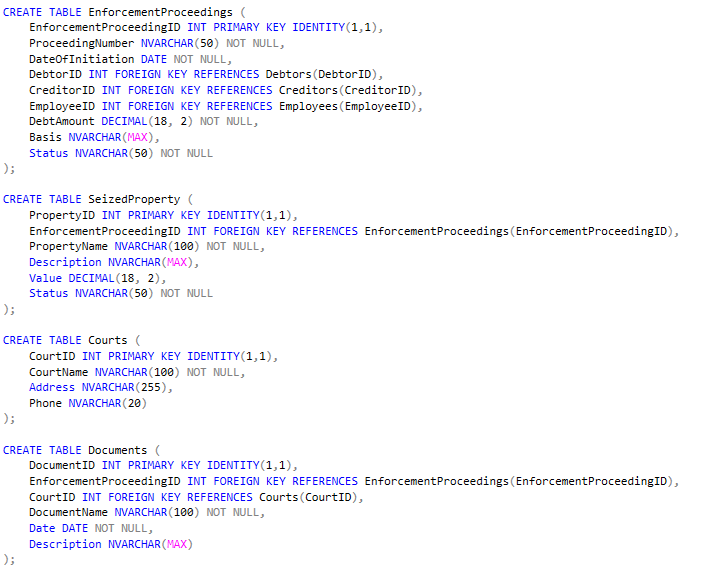 CREATE TABLE EnforcementProceedings (
    EnforcementProceedingID INT PRIMARY KEY IDENTITY(1,1),
    ProceedingNumber NVARCHAR(50) NOT NULL,
    DateOfInitiation DATE NOT NULL,
    DebtorID INT FOREIGN KEY REFERENCES Debtors(DebtorID),
    CreditorID INT FOREIGN KEY REFERENCES Creditors(CreditorID),
    EmployeeID INT FOREIGN KEY REFERENCES Employees(EmployeeID),
    DebtAmount DECIMAL(18, 2) NOT NULL,
    Basis NVARCHAR(MAX),
    Status NVARCHAR(50) NOT NULL
);

CREATE TABLE SeizedProperty (
    PropertyID INT PRIMARY KEY IDENTITY(1,1),
    EnforcementProceedingID INT FOREIGN KEY REFERENCES EnforcementProceedings(EnforcementProceedingID),
    PropertyName NVARCHAR(100) NOT NULL,
    Description NVARCHAR(MAX),
    Value DECIMAL(18, 2),
    Status NVARCHAR(50) NOT NULL
);

CREATE TABLE Courts (
    CourtID INT PRIMARY KEY IDENTITY(1,1),
    CourtName NVARCHAR(100) NOT NULL,
    Address NVARCHAR(255),
    Phone NVARCHAR(20)
);

CREATE TABLE Documents (
    DocumentID INT PRIMARY KEY IDENTITY(1,1),
    EnforcementProceedingID INT FOREIGN KEY REFERENCES EnforcementProceedings(EnforcementProceedingID),
    CourtID INT FOREIGN KEY REFERENCES Courts(CourtID),
    DocumentName NVARCHAR(100) NOT NULL,
    Date DATE NOT NULL,
    Description NVARCHAR(MAX)
);